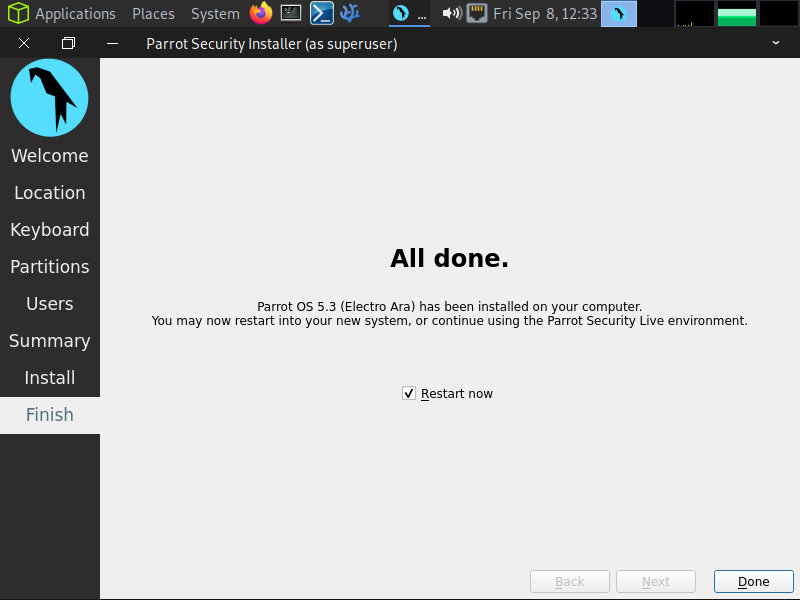 Applications Places System ... Fri Sep 8, 12:33
Parrot Security Installer (as superuser)
Welcome
Location
Keyboard
Partitions
Users
Summary
Install
Finish
All done.
Parrot OS 5.3 (Electro Ara) has been installed on your computer.
You may now restart into your new system, or continue using the Parrot Security Live environment.
Restart now
Back Next Done